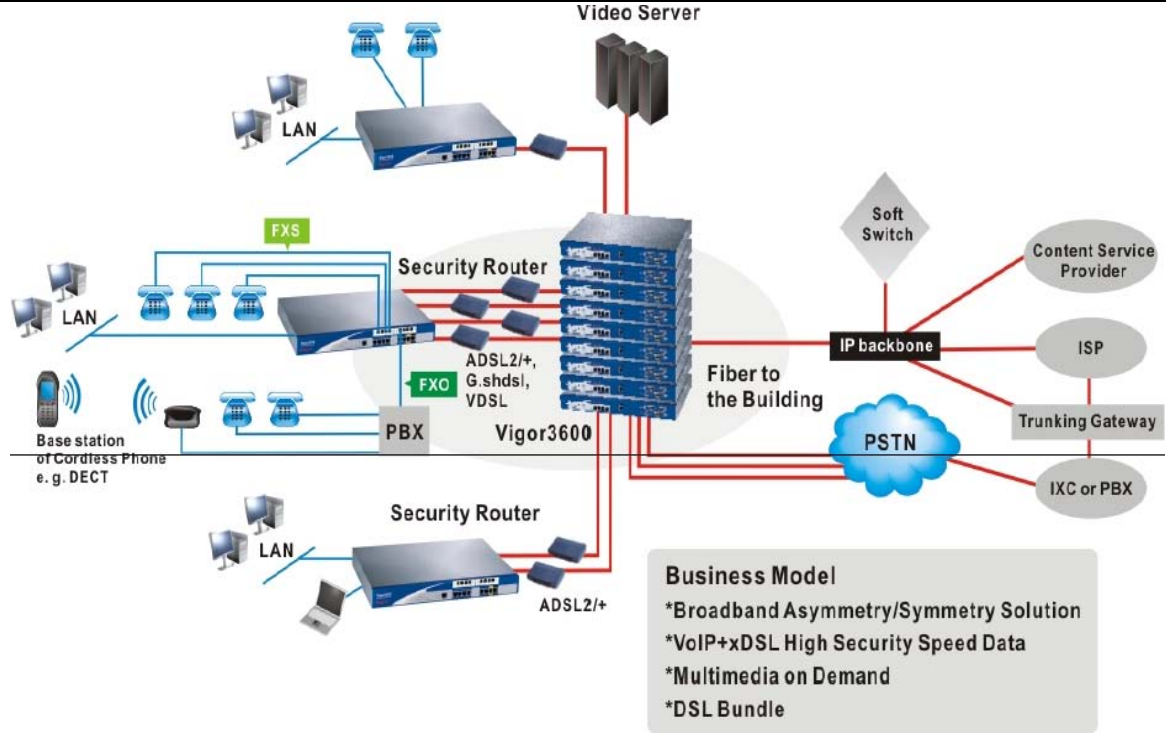 Video Server
LAN
Soft
Switch
FXS
Content Service
Provider
Security Router
LAN
IP backbone
ISP
ADSL2/+,
G.shdsl,
VDSL
FXO
Fiber to
the Building
Trunking Gateway
PBX
Vigor3600
PSTN
Base station
of Cordless Phone
e.g. DECT
IXC or PBX
Security Router
LAN
ADSL2/+
Business Model
*Broadband Asymmetry/Symmetry Solution
*VoIP+xDSL High Security Speed Data
*Multimedia on Demand
*DSL Bundle